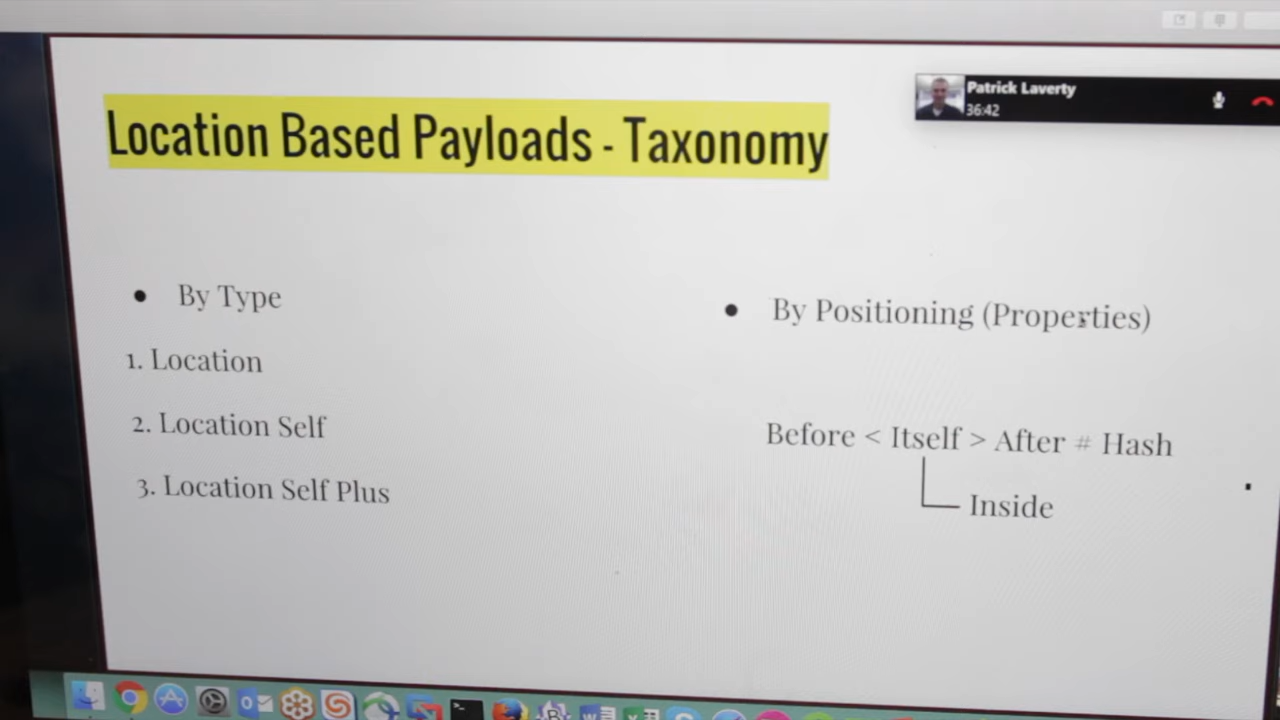 Patrick Laverty
36:42
Location Based Payloads - Taxonomy
• By Type
1. Location
2. Location Self
3. Location Self Plus
• By Positioning (Properties)
Before < Itself > After # Hash
Inside